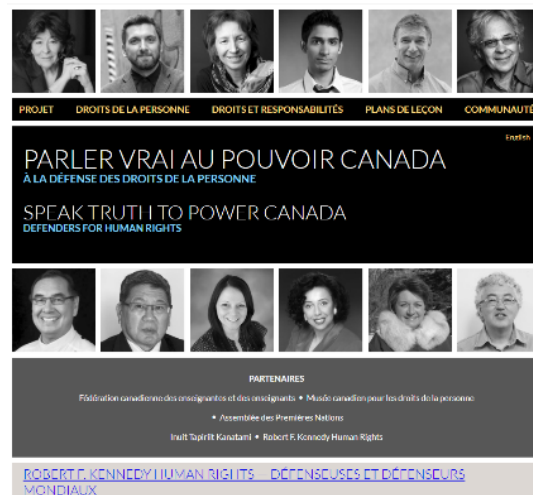 PROJET DROITS DE LA PERSONNE DROITS ET RESPONSABILITÉS PLANS DE LEÇON COMMUNAUTÉ
English
PARLER VRAI AU POUVOIR CANADA
À LA DÉFENSE DES DROITS DE LA PERSONNE
SPEAK TRUTH TO POWER CANADA
DEFENDERS FOR HUMAN RIGHTS
PARTENAIRES
Fédération canadienne des enseignantes et des enseignants • Musée canadien pour les droits de la personne
• Assemblée des Premières Nations
Inuit Tapiriit Kanatami • Robert F. Kennedy Human Rights
ROBERT F. KENNEDY HUMAN RIGHTS DÉFENSEUSES ET DÉFENSEURS
MONDIAUX